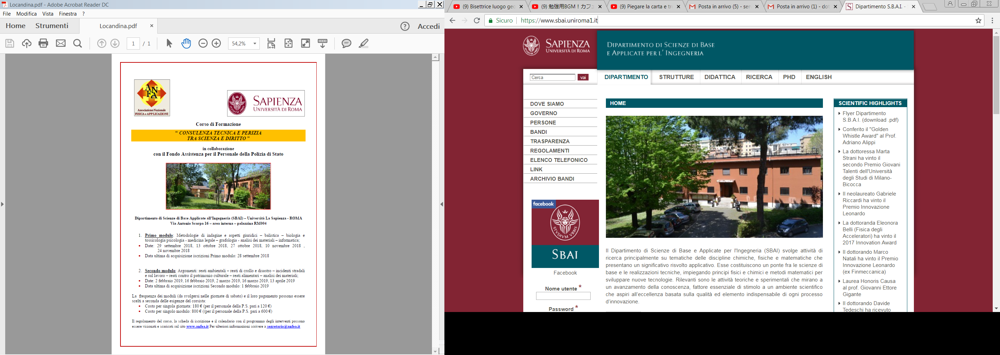 Locandina.pdf - Adobe Acrobat Reader DC
File Modifica Vista Finestra ?
Home Strumenti Locandina.pdf × ? Accedi
1 / 1 54,2%
ANFA
Associazione Nazionale
FISICA e APPLICAZIONI
SAPIENZA
UNIVERSITÀ DI ROMA
Corso di Formazione
“ CONSULENZA TECNICA E PERIZIA
TRA SCIENZA E DIRITTO ”
in collaborazione
con il Fondo Assistenza per il Personale della Polizia di Stato
Dipartimento di Scienze di Base Applicate all’Ingegneria (SBAI) – Università La Sapienza - ROMA
Via Antonio Scarpa 16 – area interna – palazzina RM004
1. Primo modulo: Metodologie di indagine e aspetti giuridici – balistica – biologia e
tossicologia psicologia - medicina legale – grafologia - analisi dei materiali – informatica;
• Date: 29 settembre 2018, 13 ottobre 2018, 27 ottobre 2018, 10 novembre 2018 ,
24 novembre 2018
• Data ultima di acquisizione iscrizioni Primo modulo: 28 settembre 2018
2. Secondo modulo: Argomenti: reati ambientali – reati di crollo e disastro – incidenti stradali
e sul lavoro – reati contro il patrimonio culturale – reati alimentari – analisi dei materiali;
• Date: 2 febbraio 2019, 16 febbraio 2019, 2 marzo 2019, 16 marzo 2019, 13 aprile 2019
• Data ultima di acquisizione iscrizioni Secondo modulo: 1 febbraio 2019
La frequenza dei moduli (da svolgersi nelle giornate di sabato) e il loro pagamento possono essere
scelti a seconda delle esigenze del corsista:
• Costo per singola giornata: 180 € (per il personale della P.S. pari a 120 €)
• Costo per singolo modulo: 800 € ((per il personale della P.S. pari a 600 €)
Il regolamento del corso, la scheda di iscrizione e il calendario con il programma degli interventi possono
essere visionati e scaricati sul sito www.anfea.it Per ulteriori informazioni scrivere a segretario@anfea.it
(9) Bisettrice luogo geo (9) 勉強用BGM！カフェ (9) Piegare la carta e tr Posta in arrivo (5) - ser Posta in arrivo (1) - dot Dipartimento S.B.A.I. -
Sicuro https://www.sbai.uniroma1.it
SAPIENZA
UNIVERSITÀ DI ROMA
DIPARTIMENTO DI SCIENZE DI BASE
E APPLICATE PER L' INGEGNERIA
Cerca vai
DIPARTIMENTO STRUTTURE DIDATTICA RICERCA PHD ENGLISH
DOVE SIAMO
GOVERNO
PERSONE
BANDI
TRASPARENZA
REGOLAMENTI
ELENCO TELEFONICO
LINK
ARCHIVIO BANDI
facebook
STVDIVM VRBIS
SBAI
Facebook
Nome utente *
Password *
HOME
Il Dipartimento di Scienze di Base e Applicate per l'Ingegneria (SBAI) svolge attività di
ricerca principalmente su tematiche delle discipline chimiche, fisiche e matematiche che
presentano un significativo risvolto applicativo. Esse costituiscono un ponte fra le scienze di
base e le realizzazioni tecniche, impiegando principi fisici e chimici e metodi matematici per
sviluppare nuove tecnologie. Rilevanti sono le attività teoriche e sperimentali che mirano a
un avanzamento della conoscenza, fattore essenziale di stimolo a un ambiente scientifico
che aspiri all’eccellenza basata sulla qualità ed elemento indispensabile di ogni processo
d’innovazione.
SCIENTIFIC HIGHLIGHTS
Flyer Dipartimento
S.B.A.I. (download .pdf)
Conferito il "Golden
Whistle Award" al Prof.
Adriano Alippi
La dottoressa Marta
Strani ha vinto il
secondo Premio Giovani
Talenti dell'Università
degli Studi di Milano-
Bicocca
Il neolaureato Gabriele
Riccardi ha vinto il
Premio Innovazione
Leonardo
La dottoranda Eleonora
Belli (Fisica degli
Acceleratori) ha vinto il
2017 Innovation Award
Il dottorando Marco
Natali ha vinto il Premio
Innovazione Leonardo
(ex Finmeccanica)
Laurea Honoris Causa
al prof. Giovanni Ettore
Gigante
Il dottorando Davide
Tedeschi ha ricevuto